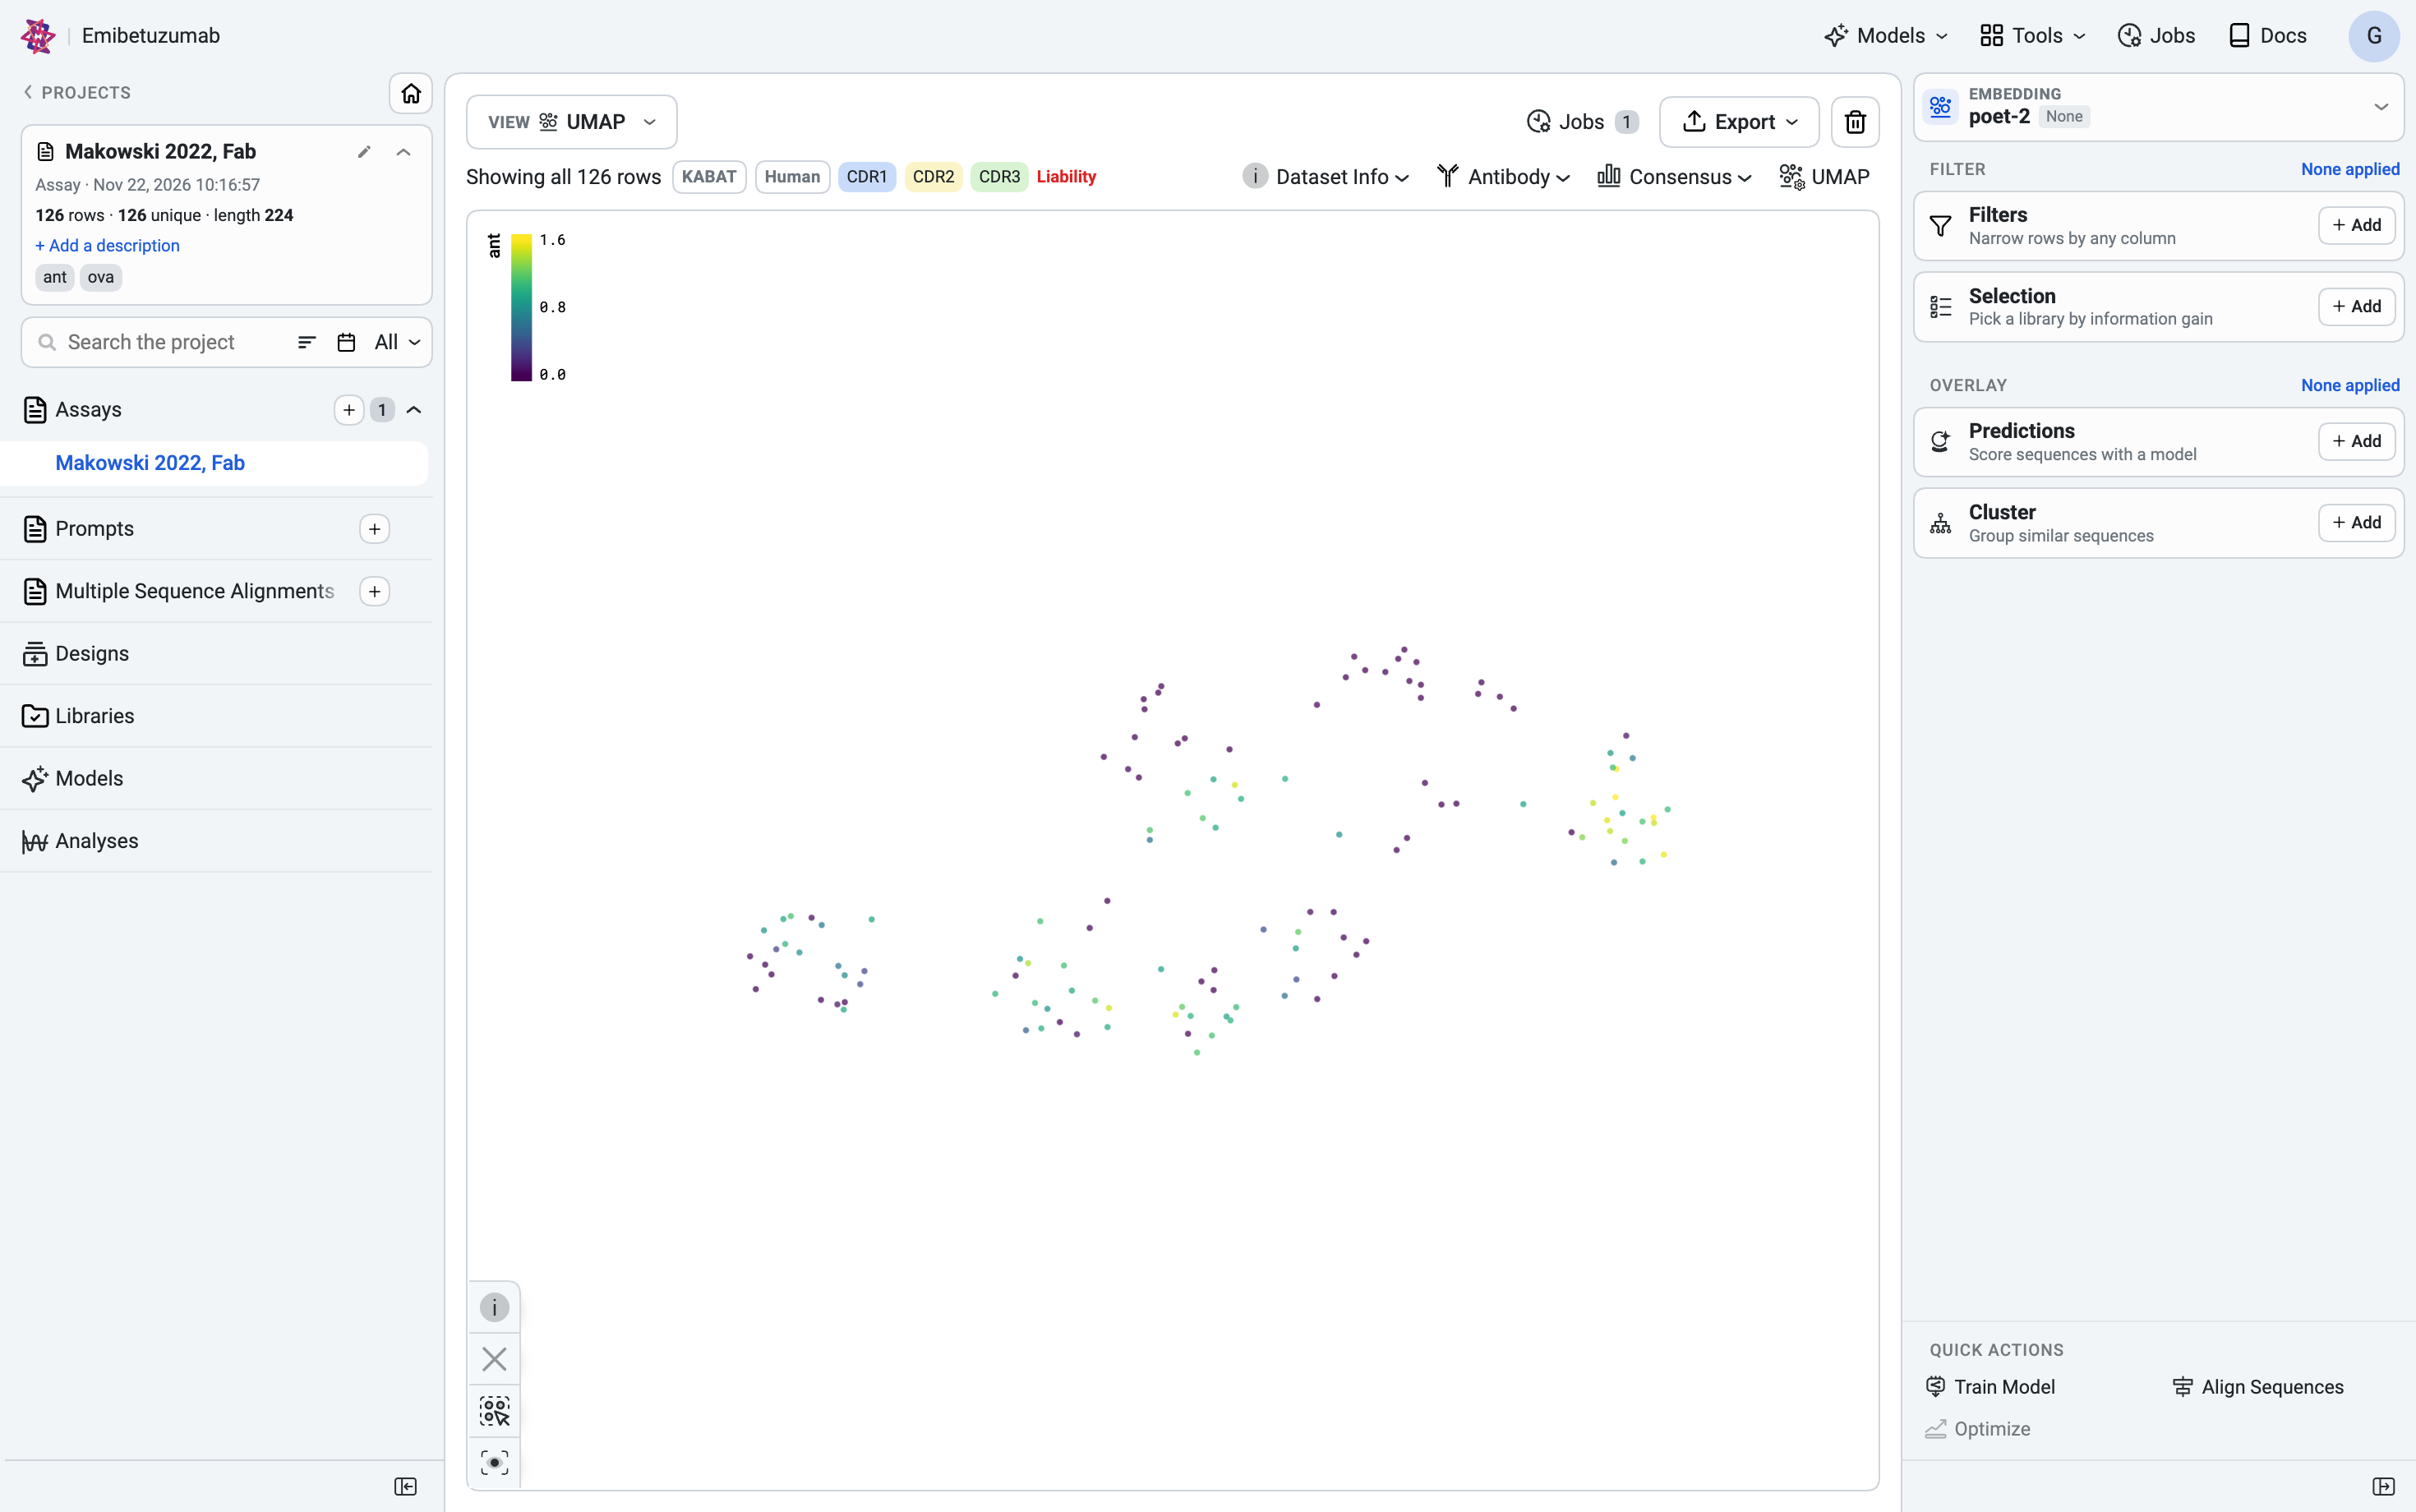 Emibetuzumab
Models
Tools
Jobs
Docs
G
PROJECTS
Makowski 2022, Fab
Assay · Nov 22, 2026 10:16:57
126 rows · 126 unique · length 224
+ Add a description
ant ova
Search the project
All
Assays
1
Makowski 2022, Fab
Prompts
Multiple Sequence Alignments
Designs
Libraries
Models
Analyses
VIEW UMAP
Jobs 1
Export
Showing all 126 rows KABAT Human CDR1 CDR2 CDR3 Liability
Dataset Info
Antibody
Consensus
UMAP
ant
1.6
0.8
0.0
EMBEDDING
poet-2 None
FILTER None applied
Filters
Narrow rows by any column
+ Add
Selection
Pick a library by information gain
+ Add
OVERLAY None applied
Predictions
Score sequences with a model
+ Add
Cluster
Group similar sequences
+ Add
QUICK ACTIONS
Train Model
Align Sequences
Optimize